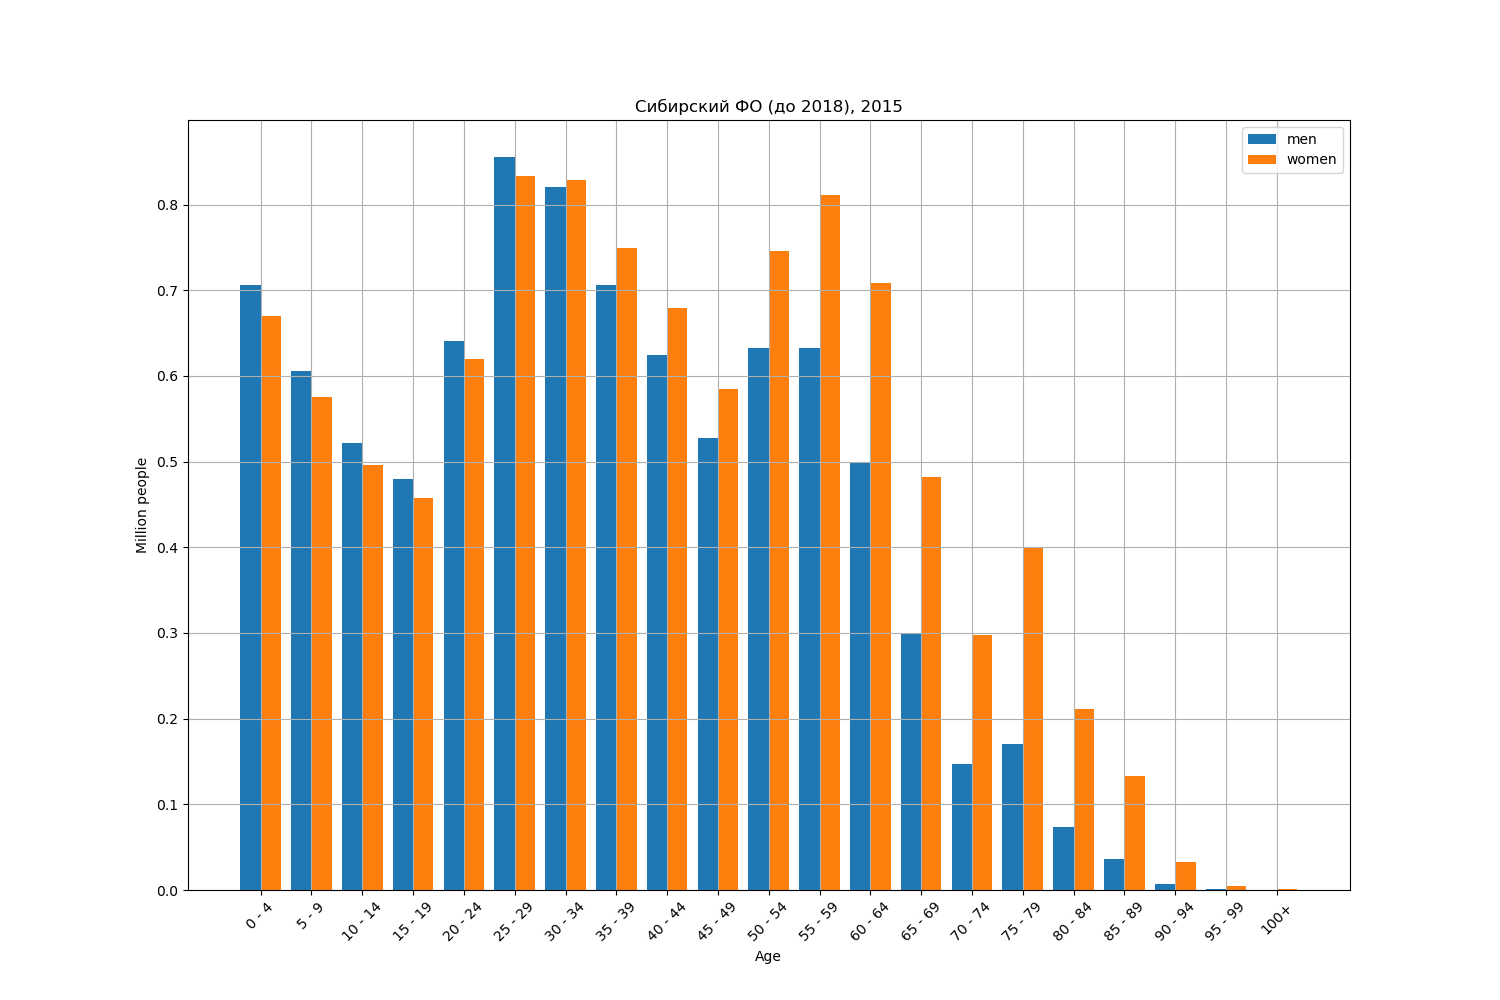 Сибирский ФО (до 2018), 2015
men
women
Million people
0.8
0.7
0.6
0.5
0.4
0.3
0.2
0.1
0.0
0 - 4
5 - 9
10 - 14
15 - 19
20 - 24
25 - 29
30 - 34
35 - 39
40 - 44
45 - 49
50 - 54
55 - 59
60 - 64
65 - 69
70 - 74
75 - 79
80 - 84
85 - 89
90 - 94
95 - 99
100+
Age